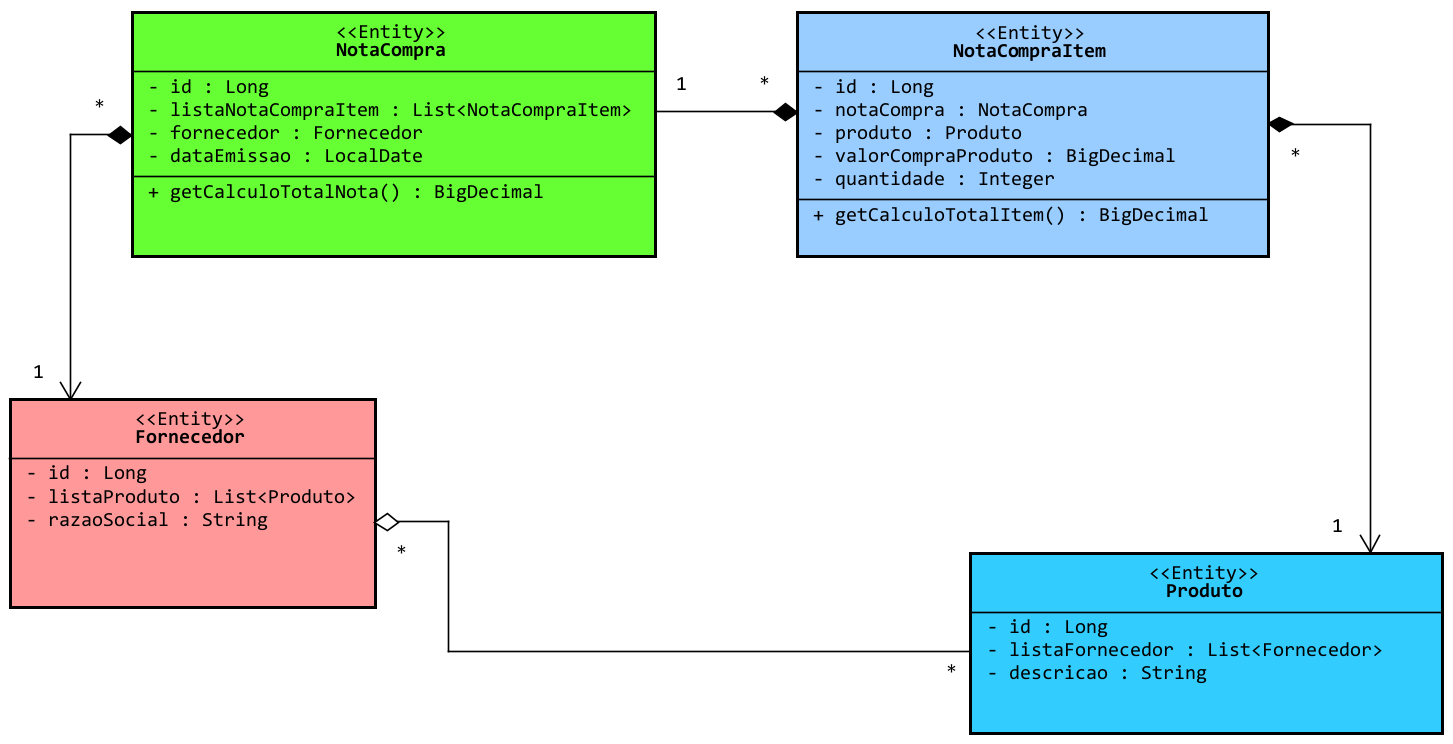 <<Entity>>
NotaCompra
- id : Long
- listaNotaCompraItem : List<NotaCompraItem>
- fornecedor : Fornecedor
- dataEmissao : LocalDate
+ getCalculoTotalNota() : BigDecimal
1
*
<<Entity>>
NotaCompraItem
- id : Long
- notaCompra : NotaCompra
- produto : Produto
- valorCompraProduto : BigDecimal
- quantidade : Integer
+ getCalculoTotalItem() : BigDecimal
*
*
1
<<Entity>>
Fornecedor
- id : Long
- listaProduto : List<Produto>
- razaoSocial : String
*
*
1
<<Entity>>
Produto
- id : Long
- listaFornecedor : List<Fornecedor>
- descricao : String